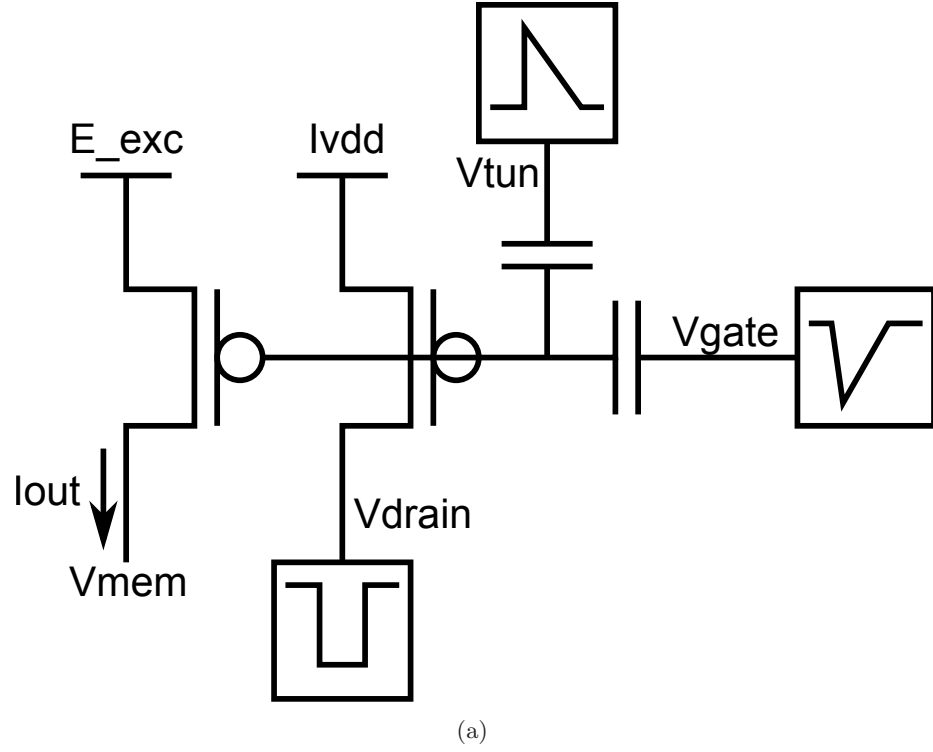 E_exc
Ivdd
Vtun
Vgate
Iout
Vdrain
Vmem
(a)